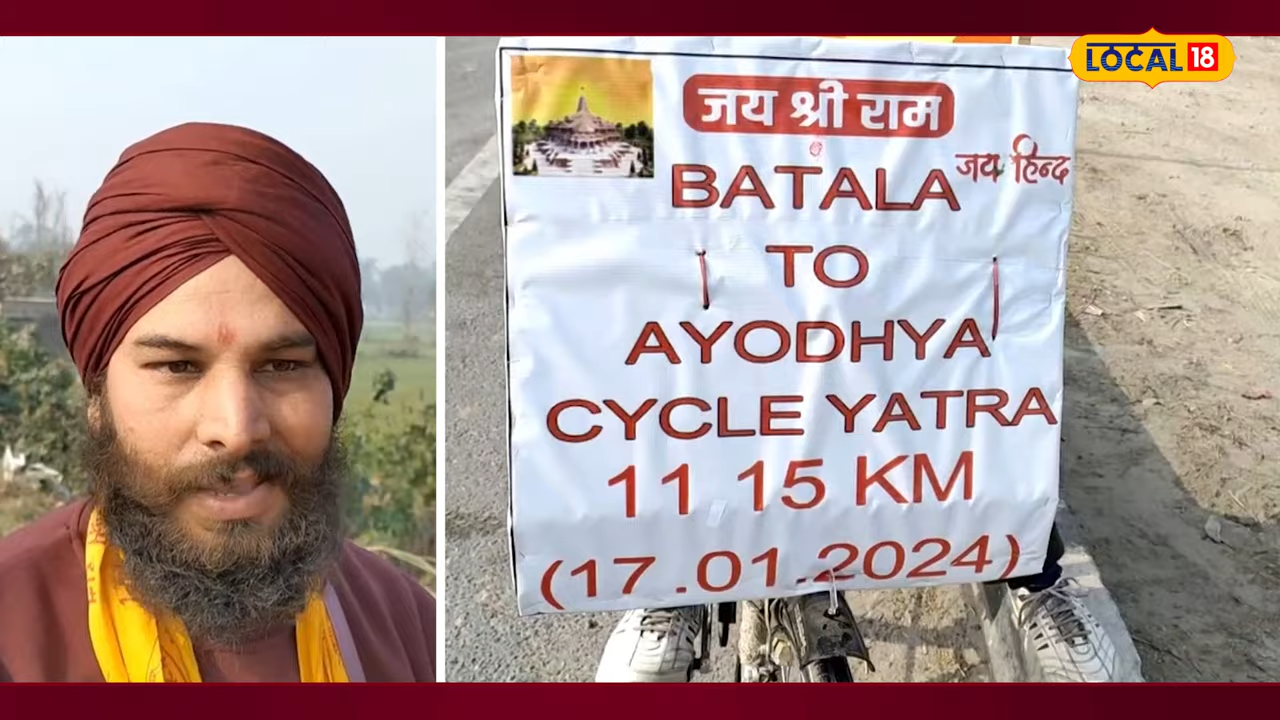 LOCAL 18
जय श्री राम
जय हिन्द
BATALA
TO
AYODHYA
CYCLE YATRA
11 15 KM
(17.01.2024)